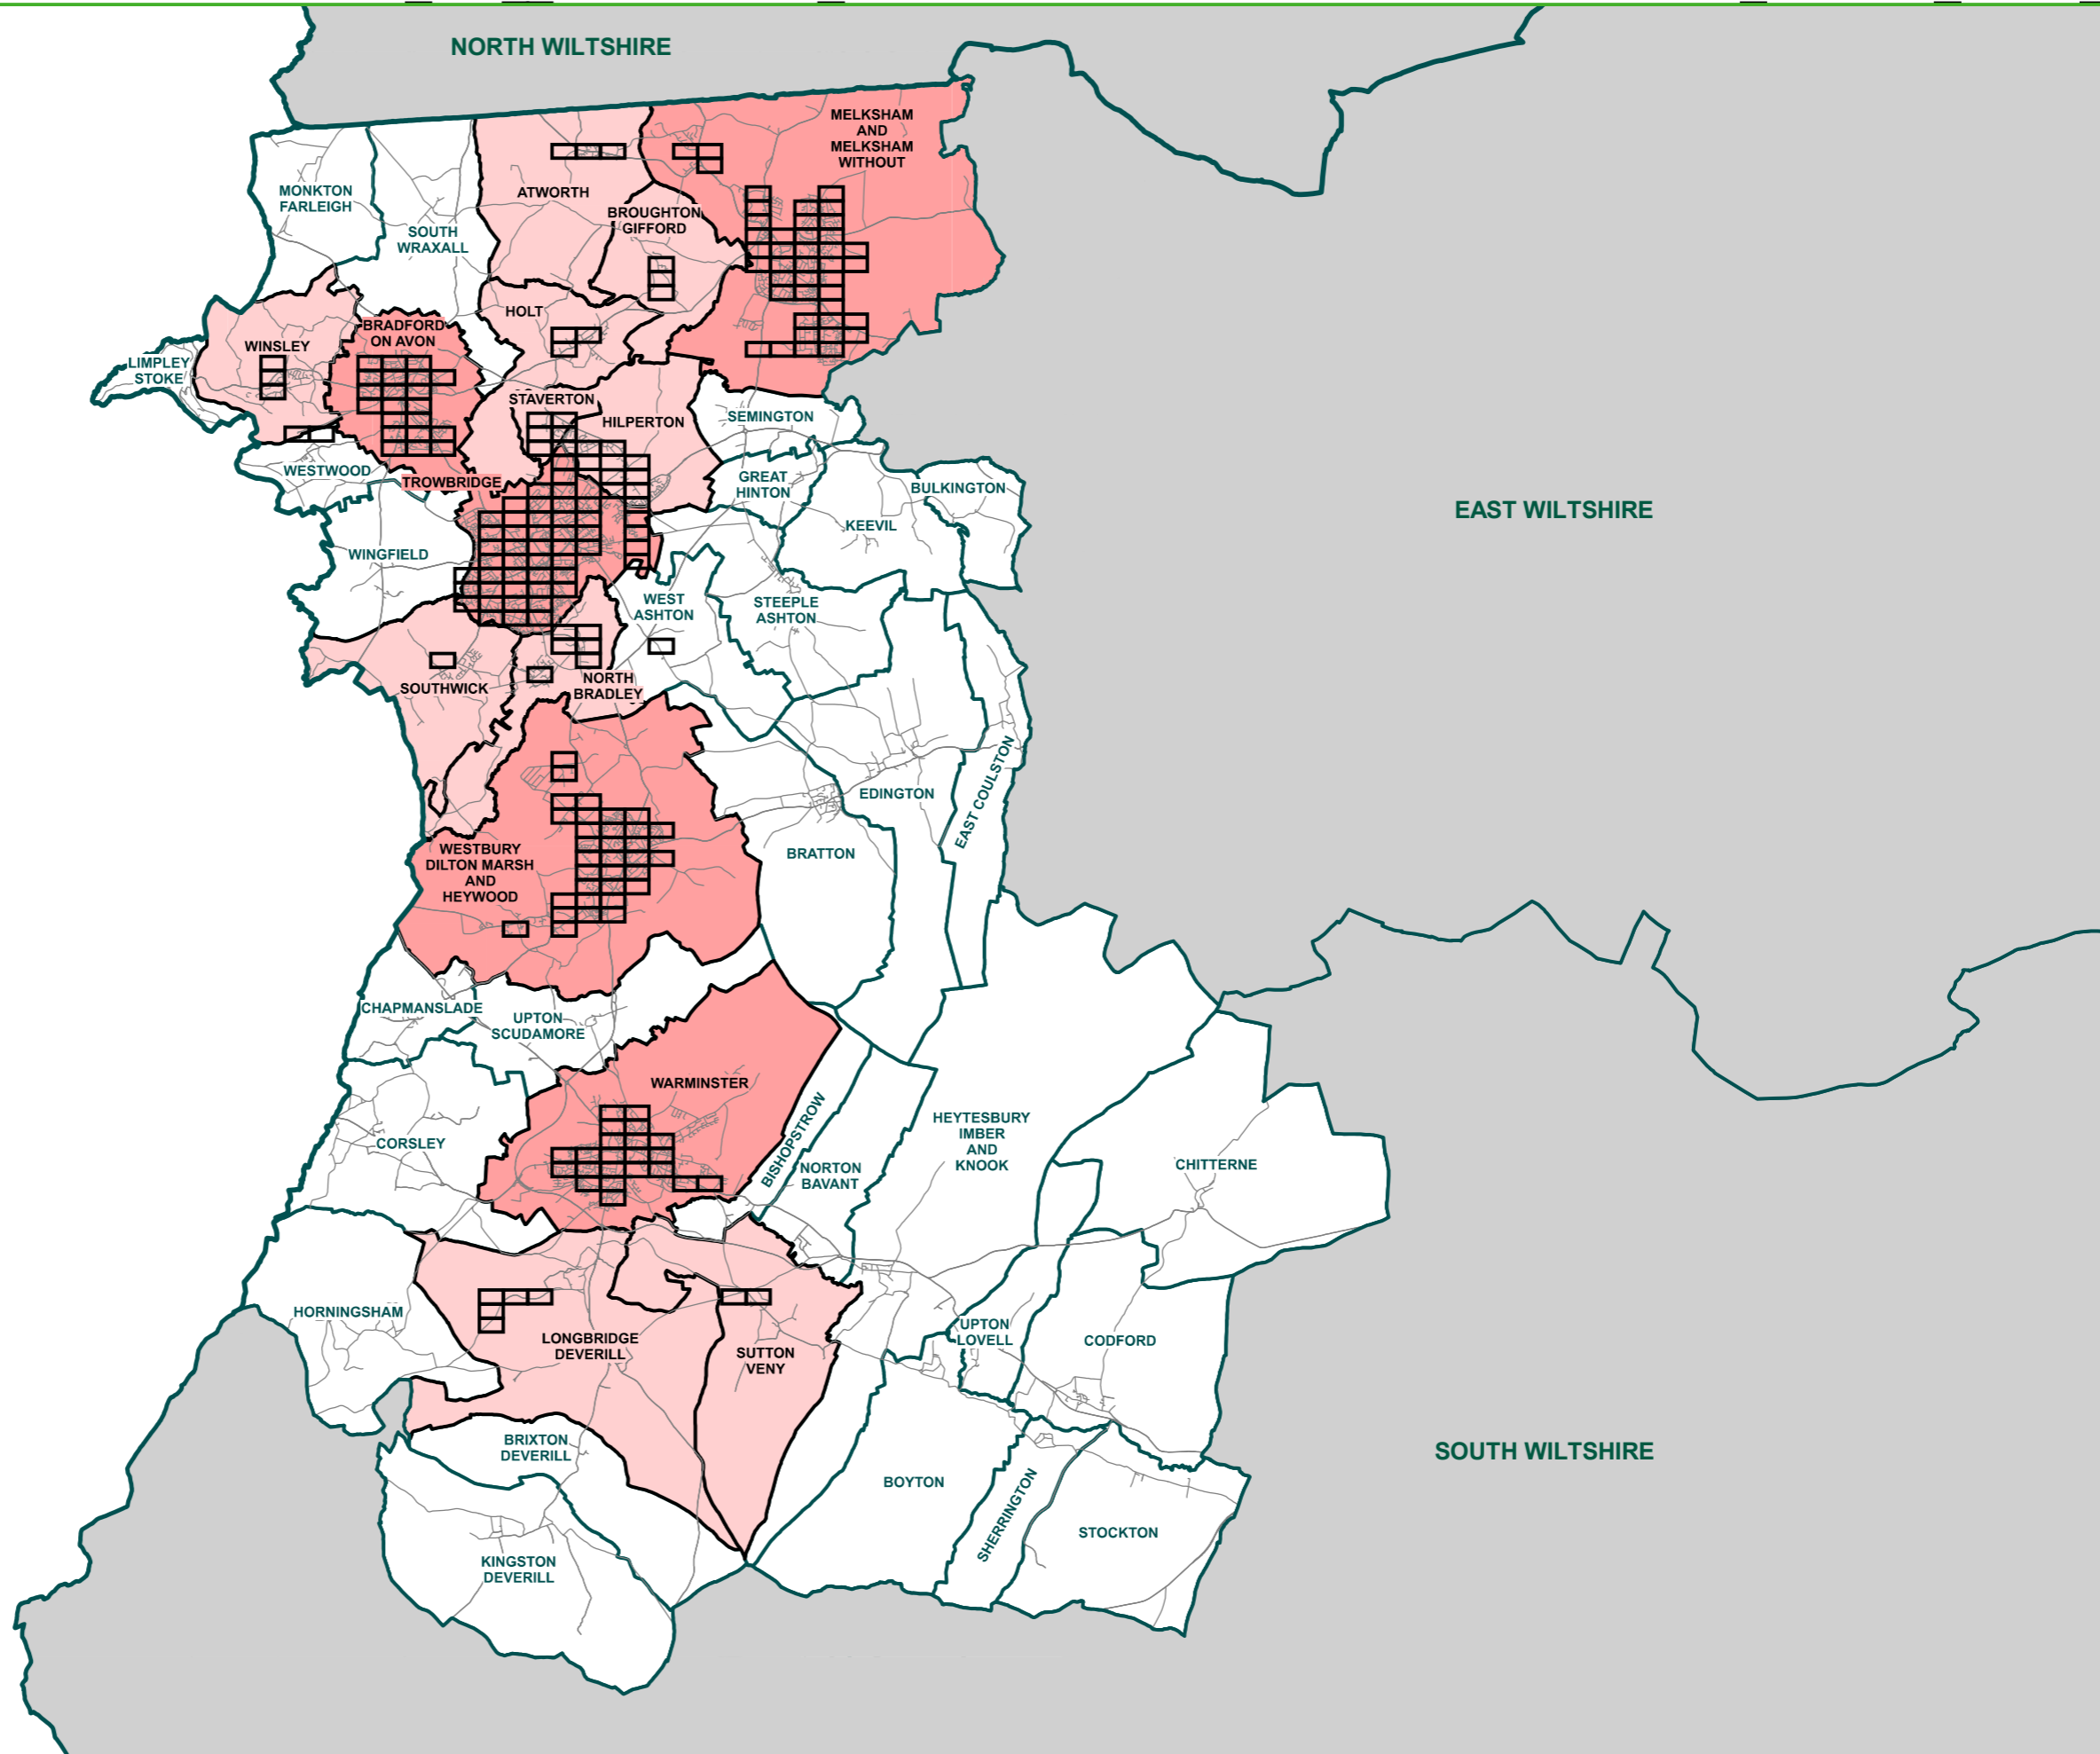 NORTH WILTSHIRE
MELKSHAM
AND
MELKSHAM
WITHOUT
MONKTON
FARLEIGH
ATWORTH
BROUGHTON
GIFFORD
SOUTH
WRAXALL
HOLT
BRADFORD
ON AVON
WINSLEY
LIMPLEY
STOKE
STAVERTON
HILPERTON
SEMINGTON
WESTWOOD
TROWBRIDGE
GREAT
HINTON
BULKINGTON
EAST WILTSHIRE
KEEVIL
WINGFIELD
WEST
ASHTON
STEEPLE
ASHTON
SOUTHWICK
NORTH
BRADLEY
EDINGTON
EAST COULSTON
BRATTON
WESTBURY
DILTON MARSH
AND
HEYWOOD
CHAPMANSLADE
UPTON
SCUDAMORE
WARMINSTER
BISHOPSTROW
HEYTESBURY
IMBER
AND
KNOOK
CORSLEY
NORTON
BAVANT
CHITTERNE
HORNINGSHAM
LONGBRIDGE
DEVERILL
SUTTON
VENY
UPTON
LOVELL
CODFORD
BRIXTON
DEVERILL
SOUTH WILTSHIRE
BOYTON
SHERRINGTON
STOCKTON
KINGSTON
DEVERILL